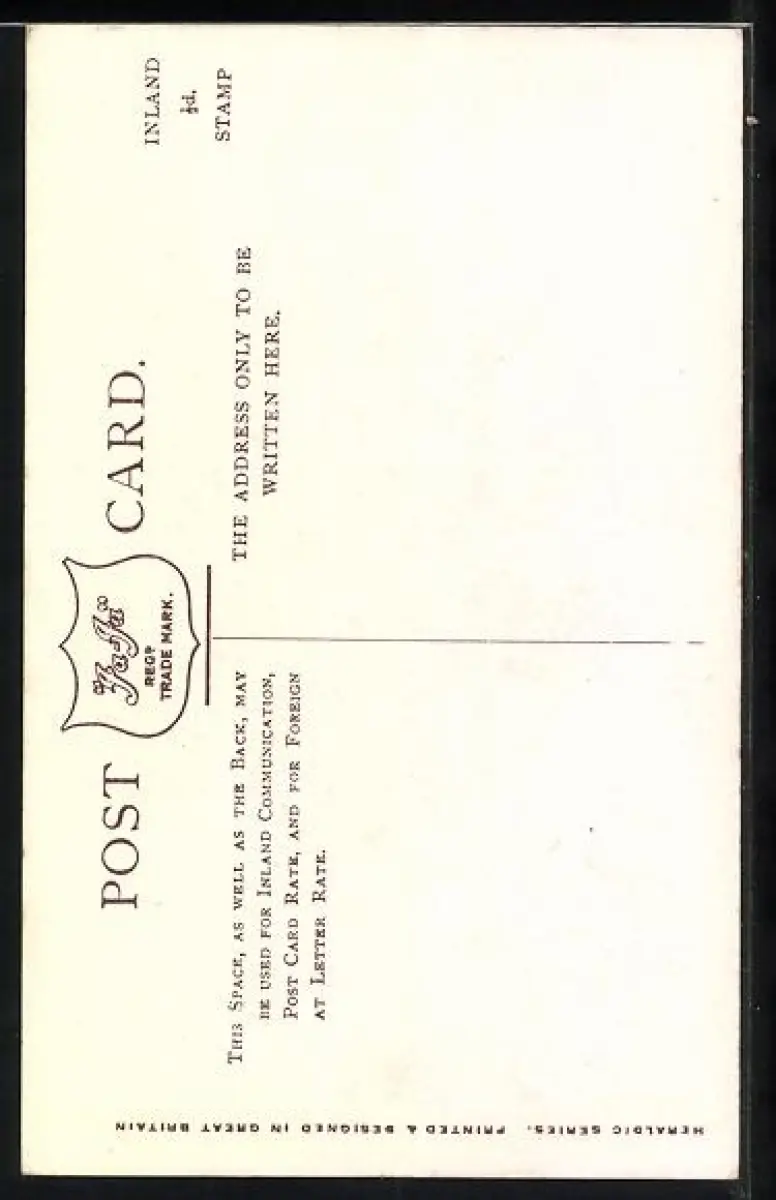 POST CARD.
"Ja-Ja"
REGD
TRADE MARK.
INLAND
½d.
STAMP
THIS SPACE, AS WELL AS THE BACK, MAY
BE USED FOR INLAND COMMUNICATION,
POST CARD RATE, AND FOR FOREIGN
AT LETTER RATE.
THE ADDRESS ONLY TO BE
WRITTEN HERE.
HERALDIC SERIES. PRINTED & DESIGNED IN GREAT BRITAIN